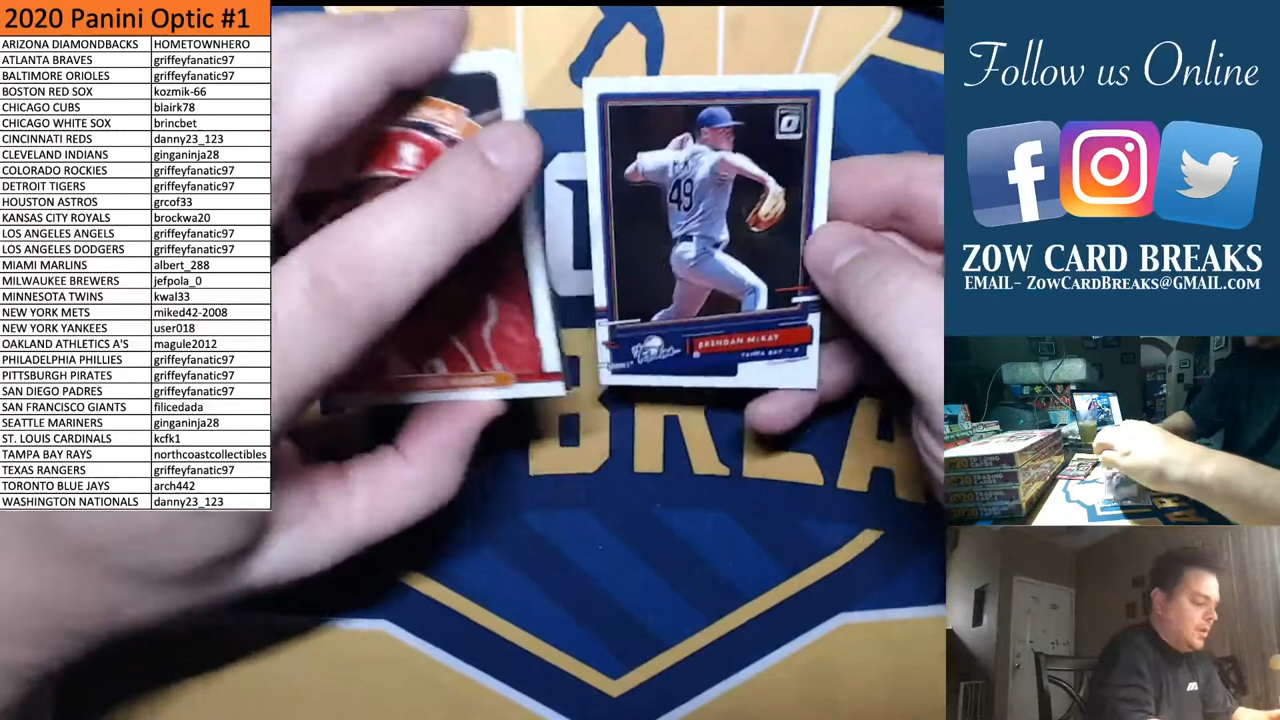 2020 Panini Optic #1
ARIZONA DIAMONDBACKS HOMETOWNHERO
ATLANTA BRAVES griffeyfanatic97
BALTIMORE ORIOLES griffeyfanatic97
BOSTON RED SOX kozmik-66
CHICAGO CUBS blairk78
CHICAGO WHITE SOX brincbet
CINCINNATI REDS danny23_123
CLEVELAND INDIANS ginganinja28
COLORADO ROCKIES griffeyfanatic97
DETROIT TIGERS griffeyfanatic97
HOUSTON ASTROS grcof33
KANSAS CITY ROYALS brockwa20
LOS ANGELES ANGELS griffeyfanatic97
LOS ANGELES DODGERS griffeyfanatic97
MIAMI MARLINS albert_288
MILWAUKEE BREWERS jefpola_0
MINNESOTA TWINS kwal33
NEW YORK METS miked42-2008
NEW YORK YANKEES user018
OAKLAND ATHLETICS A'S magule2012
PHILADELPHIA PHILLIES griffeyfanatic97
PITTSBURGH PIRATES griffeyfanatic97
SAN DIEGO PADRES griffeyfanatic97
SAN FRANCISCO GIANTS filicedada
SEATTLE MARINERS ginganinja28
ST. LOUIS CARDINALS kcfk1
TAMPA BAY RAYS northcoastcollectibles
TEXAS RANGERS griffeyfanatic97
TORONTO BLUE JAYS arch442
WASHINGTON NATIONALS danny23_123
49
BRENDAN McKAY
TAMPA BAY - P
Follow us Online
ZOW CARD BREAKS
EMAIL- ZowCardBreaks@GMAIL.com